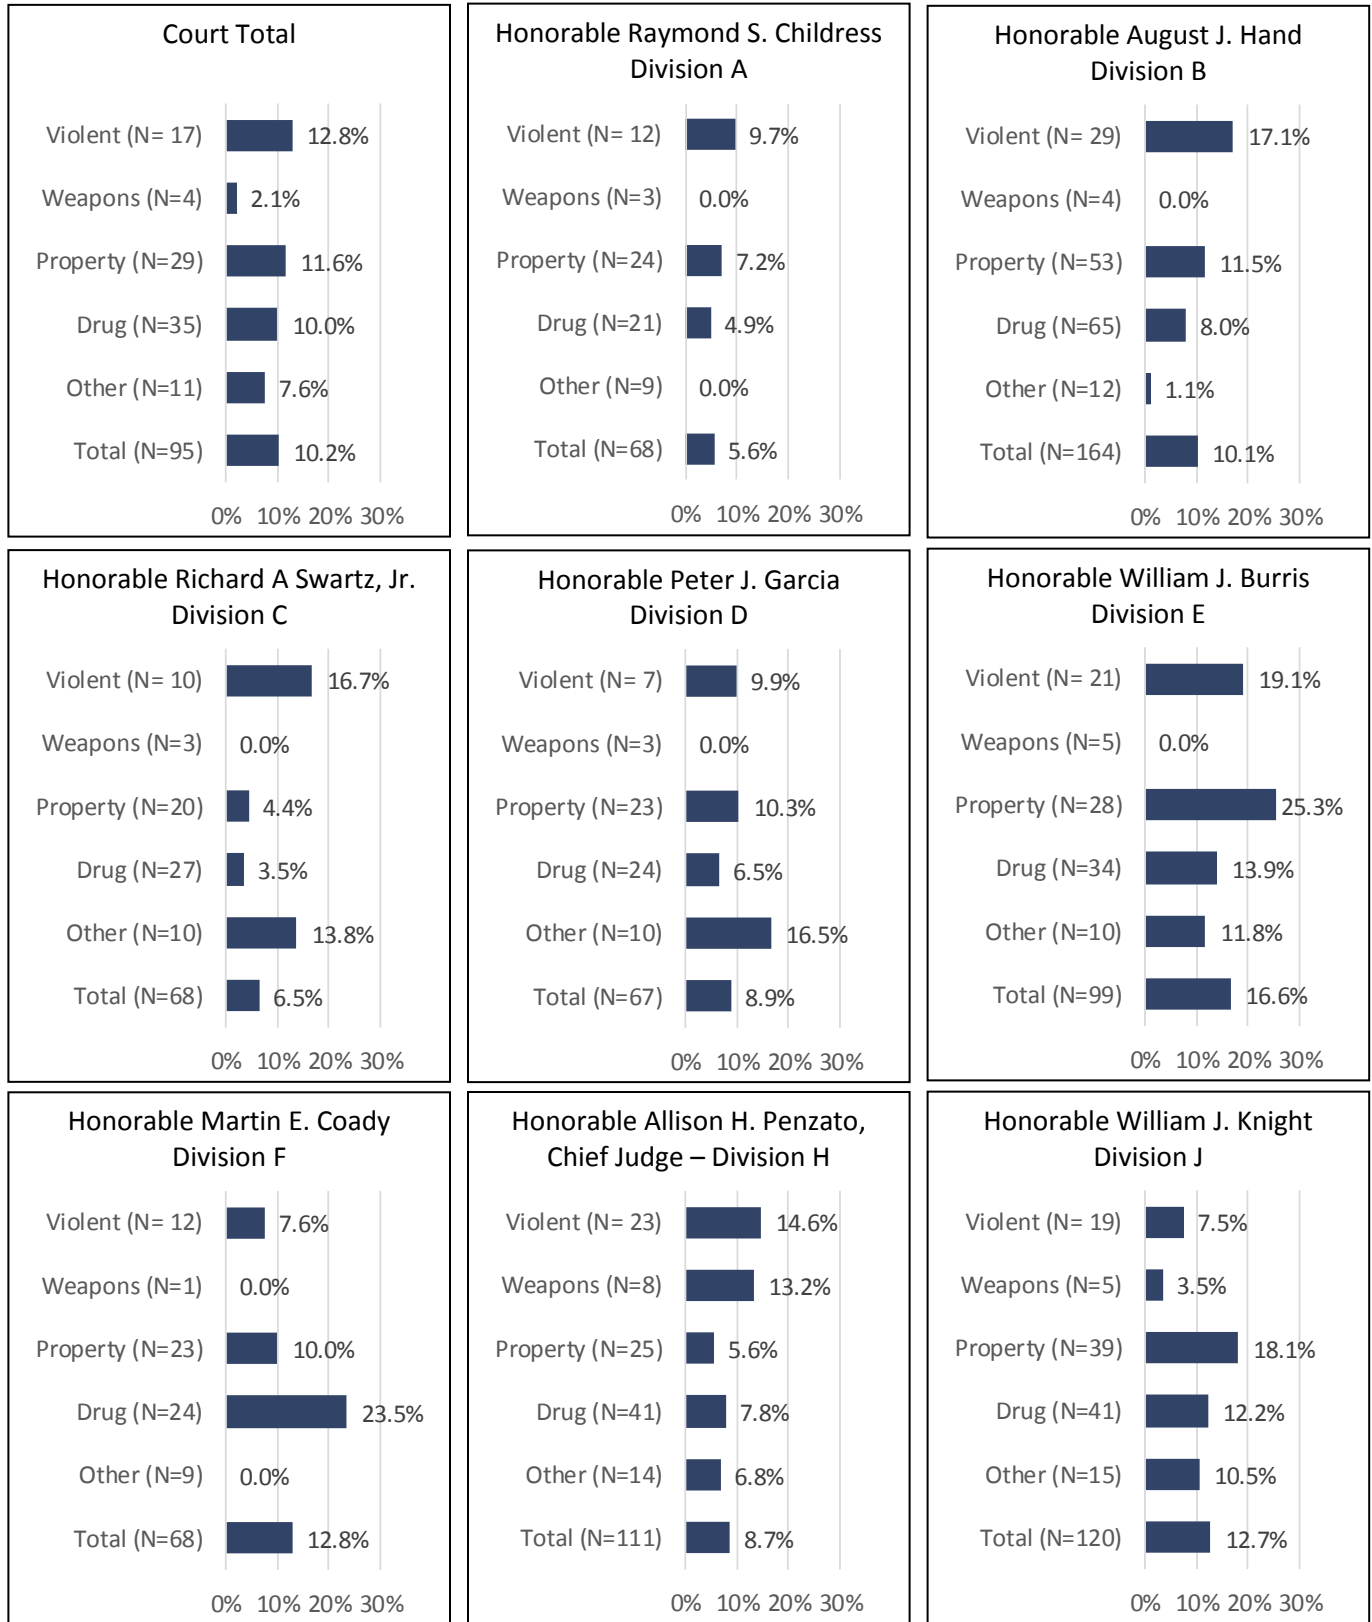 Court Total
Violent (N= 17) 12.8%
Weapons (N=4) 2.1%
Property (N=29) 11.6%
Drug (N=35) 10.0%
Other (N=11) 7.6%
Total (N=95) 10.2%
0% 10% 20% 30%
Honorable Raymond S. Childress
Division A
Violent (N= 12) 9.7%
Weapons (N=3) 0.0%
Property (N=24) 7.2%
Drug (N=21) 4.9%
Other (N=9) 0.0%
Total (N=68) 5.6%
0% 10% 20% 30%
Honorable August J. Hand
Division B
Violent (N= 29) 17.1%
Weapons (N=4) 0.0%
Property (N=53) 11.5%
Drug (N=65) 8.0%
Other (N=12) 1.1%
Total (N=164) 10.1%
0% 10% 20% 30%
Honorable Richard A Swartz, Jr.
Division C
Violent (N= 10) 16.7%
Weapons (N=3) 0.0%
Property (N=20) 4.4%
Drug (N=27) 3.5%
Other (N=10) 13.8%
Total (N=68) 6.5%
0% 10% 20% 30%
Honorable Peter J. Garcia
Division D
Violent (N= 7) 9.9%
Weapons (N=3) 0.0%
Property (N=23) 10.3%
Drug (N=24) 6.5%
Other (N=10) 16.5%
Total (N=67) 8.9%
0% 10% 20% 30%
Honorable William J. Burris
Division E
Violent (N= 21) 19.1%
Weapons (N=5) 0.0%
Property (N=28) 25.3%
Drug (N=34) 13.9%
Other (N=10) 11.8%
Total (N=99) 16.6%
0% 10% 20% 30%
Honorable Martin E. Coady
Division F
Violent (N= 12) 7.6%
Weapons (N=1) 0.0%
Property (N=23) 10.0%
Drug (N=24) 23.5%
Other (N=9) 0.0%
Total (N=68) 12.8%
0% 10% 20% 30%
Honorable Allison H. Penzato,
Chief Judge – Division H
Violent (N= 23) 14.6%
Weapons (N=8) 13.2%
Property (N=25) 5.6%
Drug (N=41) 7.8%
Other (N=14) 6.8%
Total (N=111) 8.7%
0% 10% 20% 30%
Honorable William J. Knight
Division J
Violent (N= 19) 7.5%
Weapons (N=5) 3.5%
Property (N=39) 18.1%
Drug (N=41) 12.2%
Other (N=15) 10.5%
Total (N=120) 12.7%
0% 10% 20% 30%